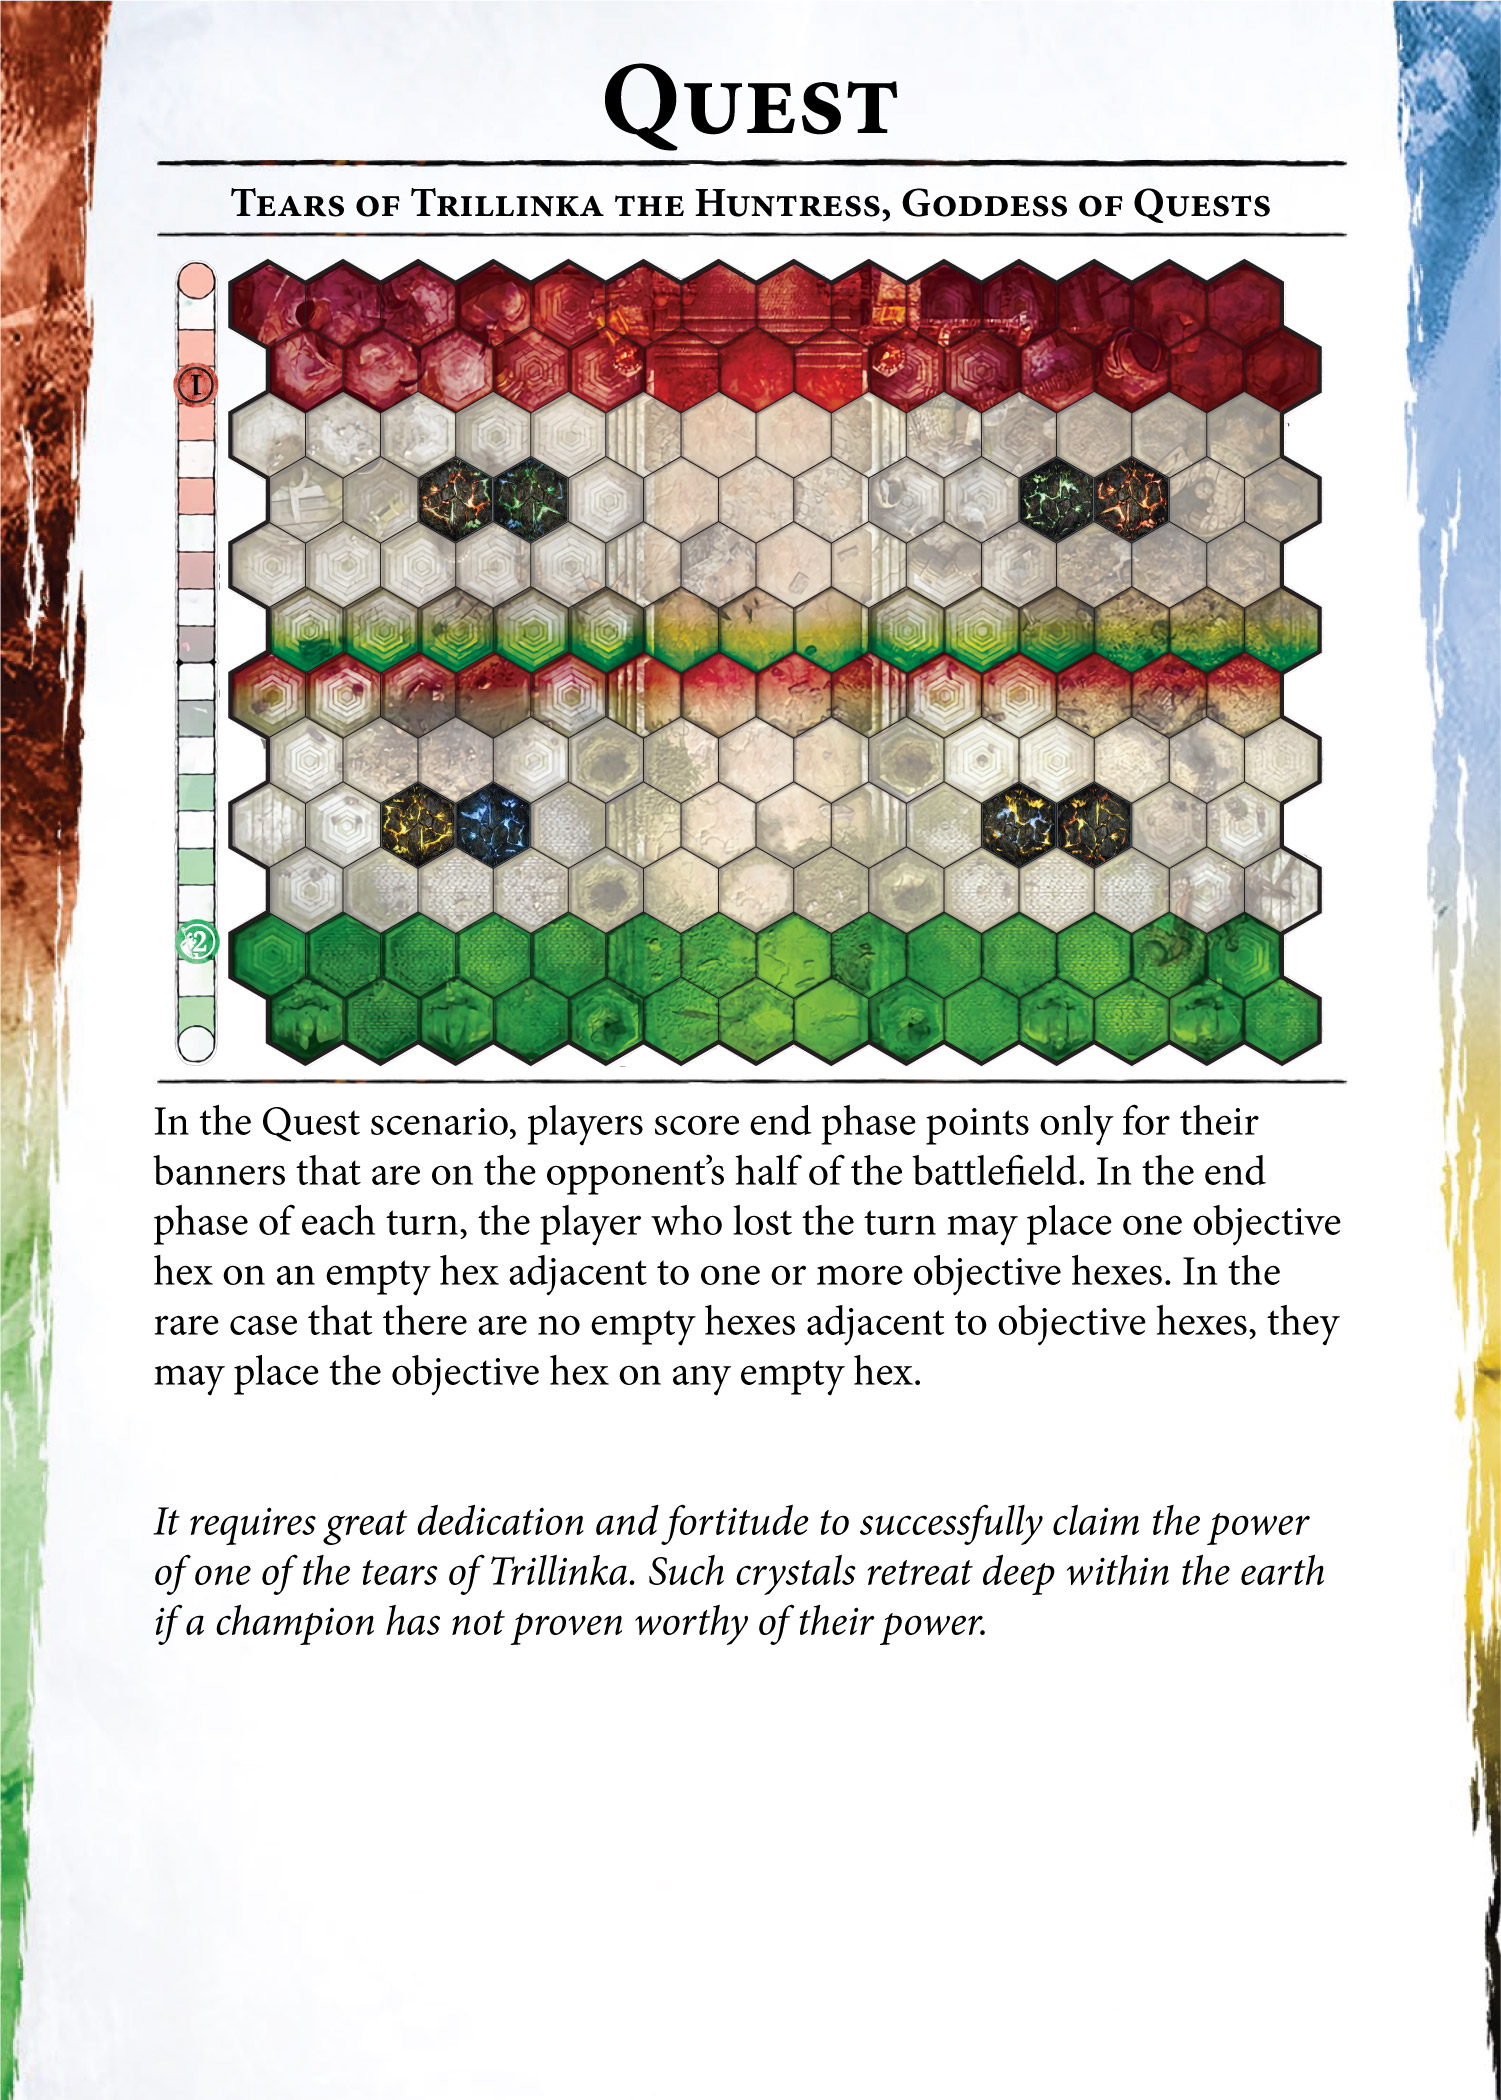 Quest
Tears of Trillinka the Huntress, Goddess of Quests
1
2
In the Quest scenario, players score end phase points only for their
banners that are on the opponent’s half of the battlefield. In the end
phase of each turn, the player who lost the turn may place one objective
hex on an empty hex adjacent to one or more objective hexes. In the
rare case that there are no empty hexes adjacent to objective hexes, they
may place the objective hex on any empty hex.
It requires great dedication and fortitude to successfully claim the power
of one of the tears of Trillinka. Such crystals retreat deep within the earth
if a champion has not proven worthy of their power.